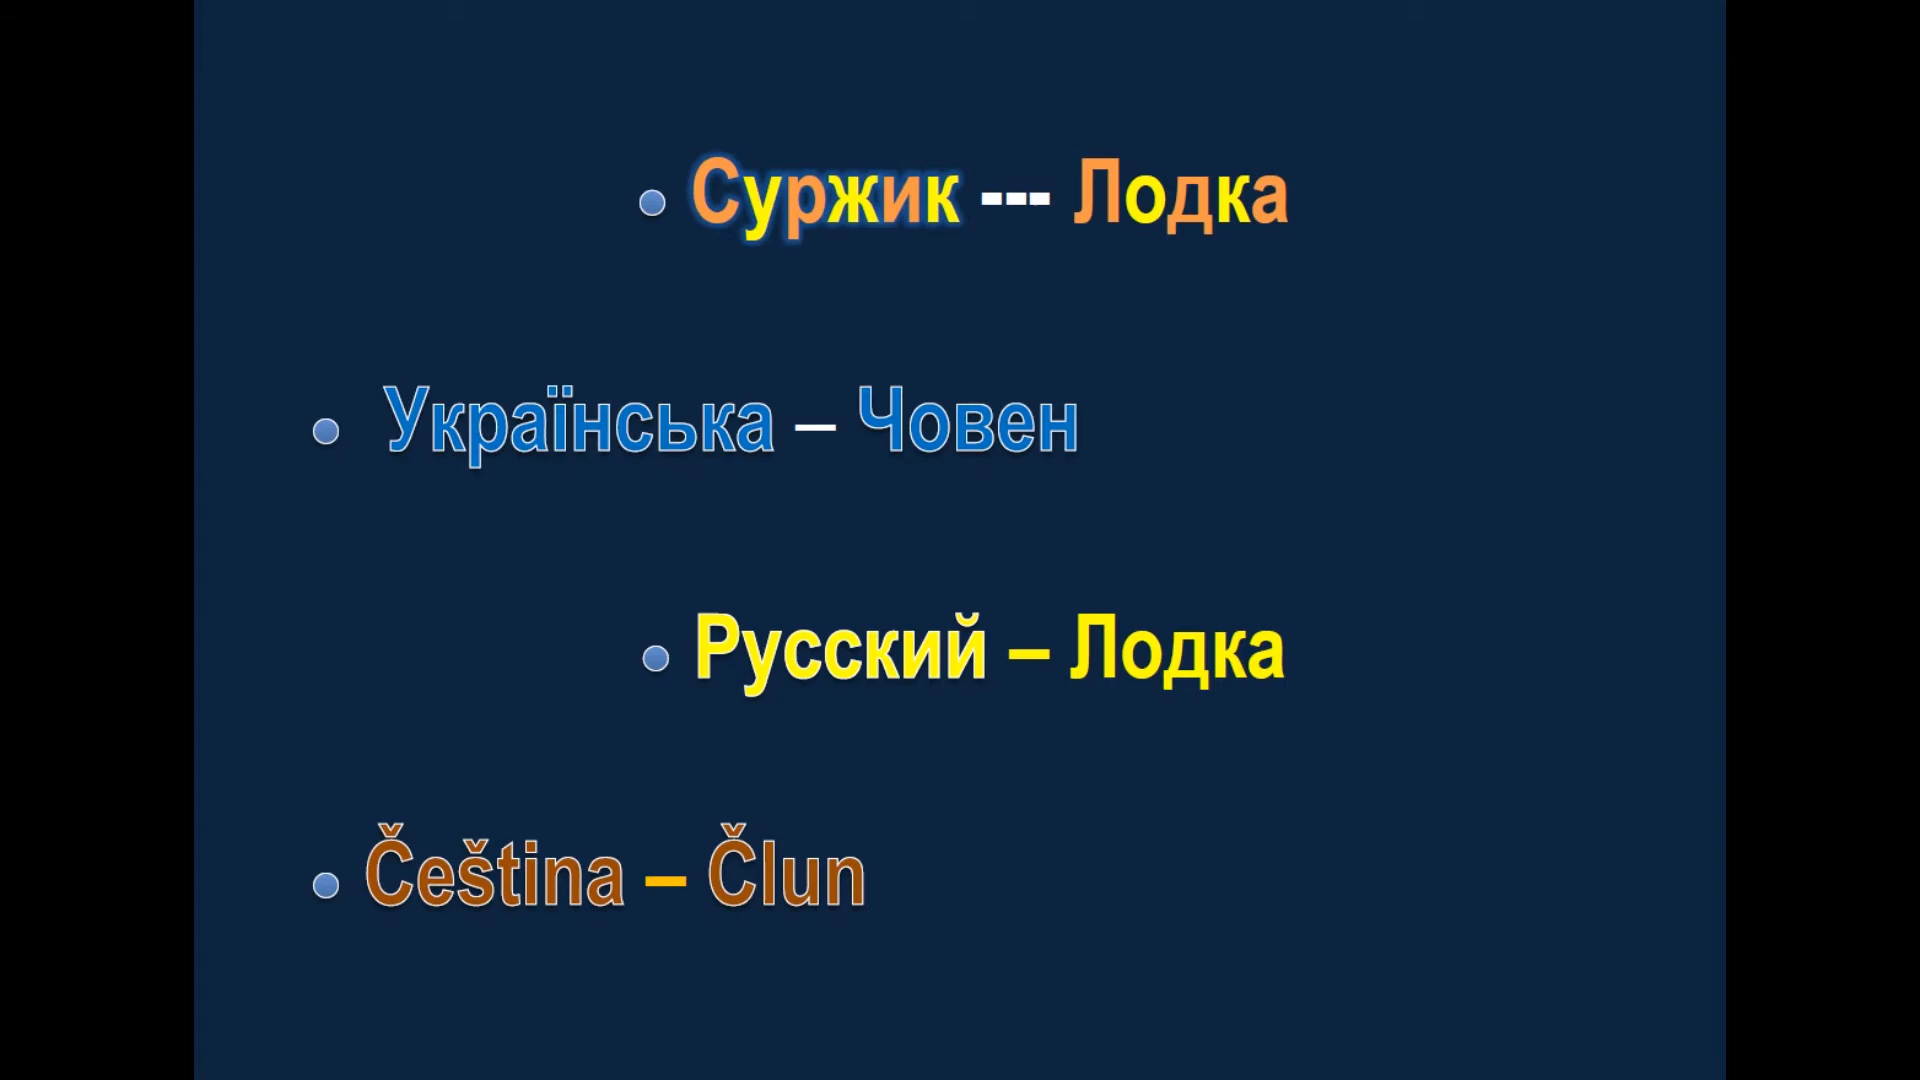 • Суржик --- Лодка
• Українська – Човен
• Русский – Лодка
• Čeština – Člun